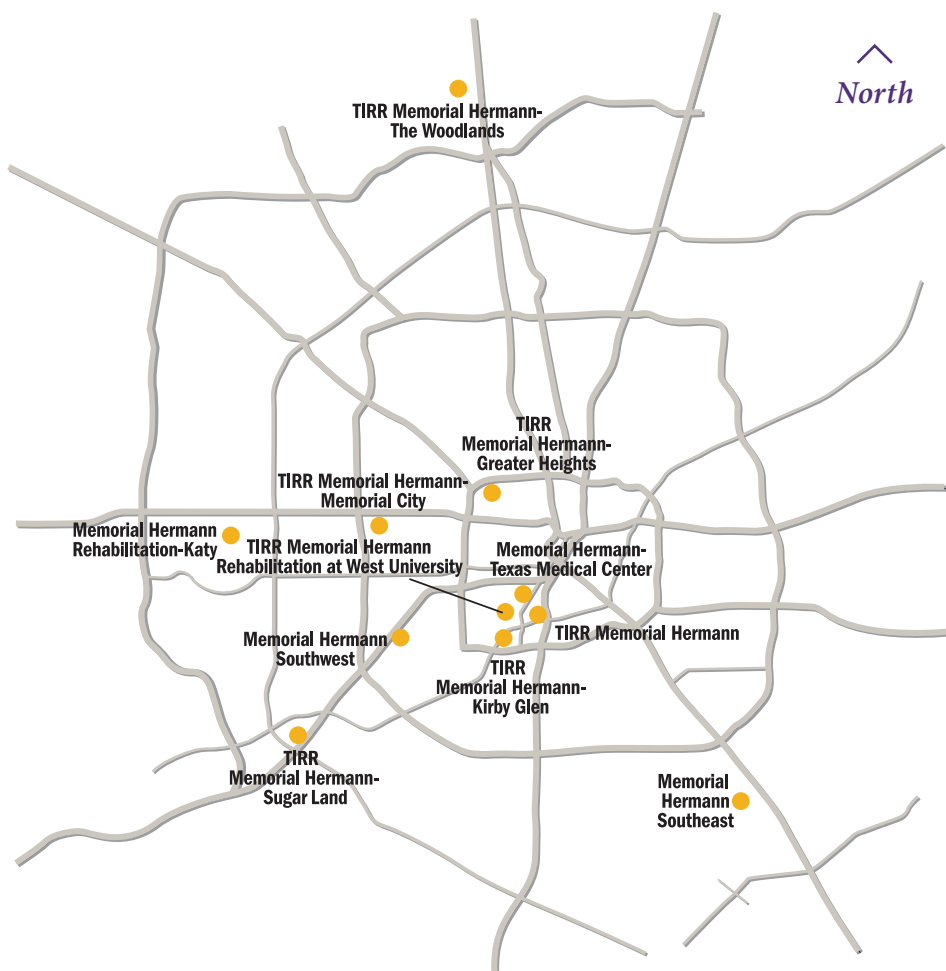 North
TIRR Memorial Hermann-
The Woodlands
TIRR
Memorial Hermann-
Greater Heights
TIRR Memorial Hermann-
Memorial City
Memorial Hermann
Rehabilitation-Katy
TIRR Memorial Hermann
Rehabilitation at West University
Memorial Hermann-
Texas Medical Center
TIRR Memorial Hermann
Memorial Hermann
Southwest
TIRR
Memorial Hermann-
Kirby Glen
TIRR
Memorial Hermann-
Sugar Land
Memorial
Hermann
Southeast